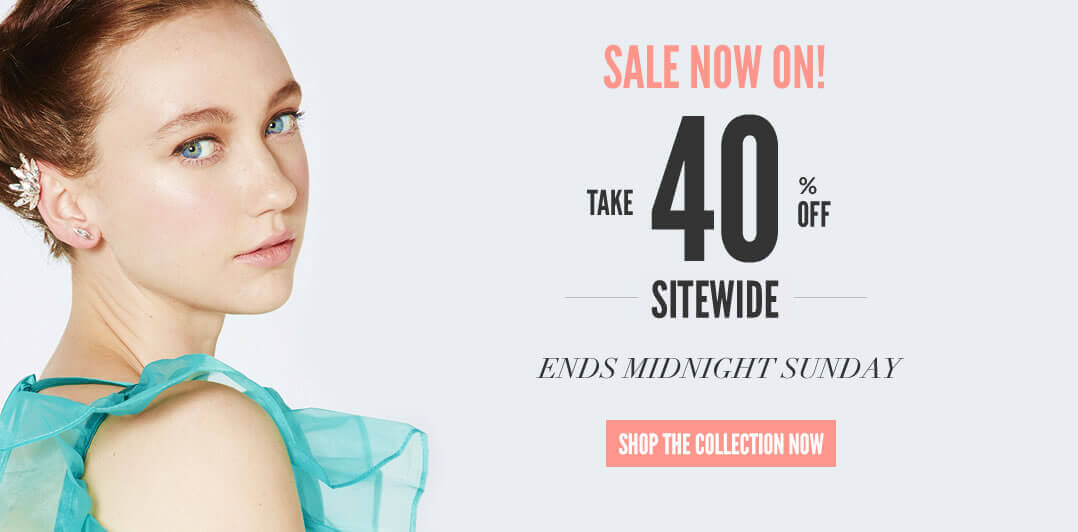 SALE NOW ON!
TAKE 40 % OFF
SITEWIDE
ENDS MIDNIGHT SUNDAY
SHOP THE COLLECTION NOW